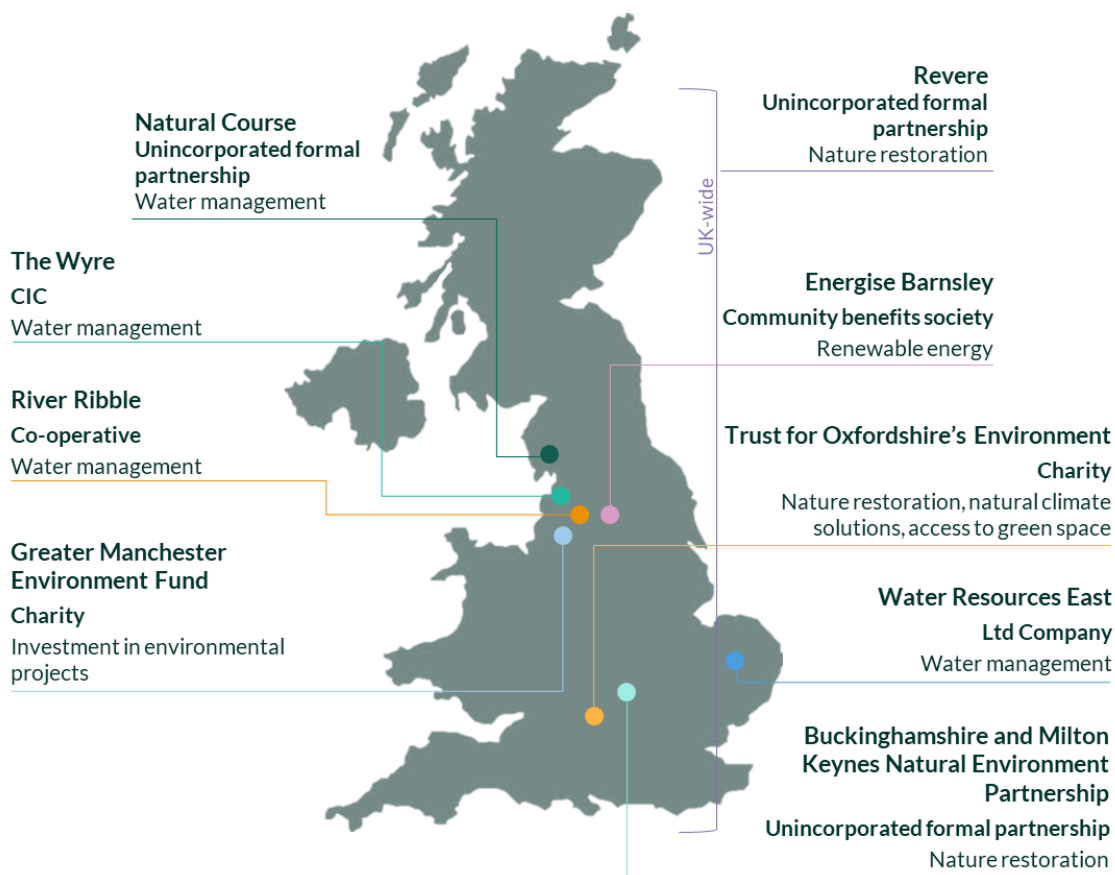 Natural Course
Unincorporated formal
partnership
Water management
The Wyre
CIC
Water management
River Ribble
Co-operative
Water management
Greater Manchester
Environment Fund
Charity
Investment in environmental
projects
UK-wide
Revere
Unincorporated formal
partnership
Nature restoration
Energise Barnsley
Community benefits society
Renewable energy
Trust for Oxfordshire’s Environment
Charity
Nature restoration, natural climate
solutions, access to green space
Water Resources East
Ltd Company
Water management
Buckinghamshire and Milton
Keynes Natural Environment
Partnership
Unincorporated formal partnership
Nature restoration